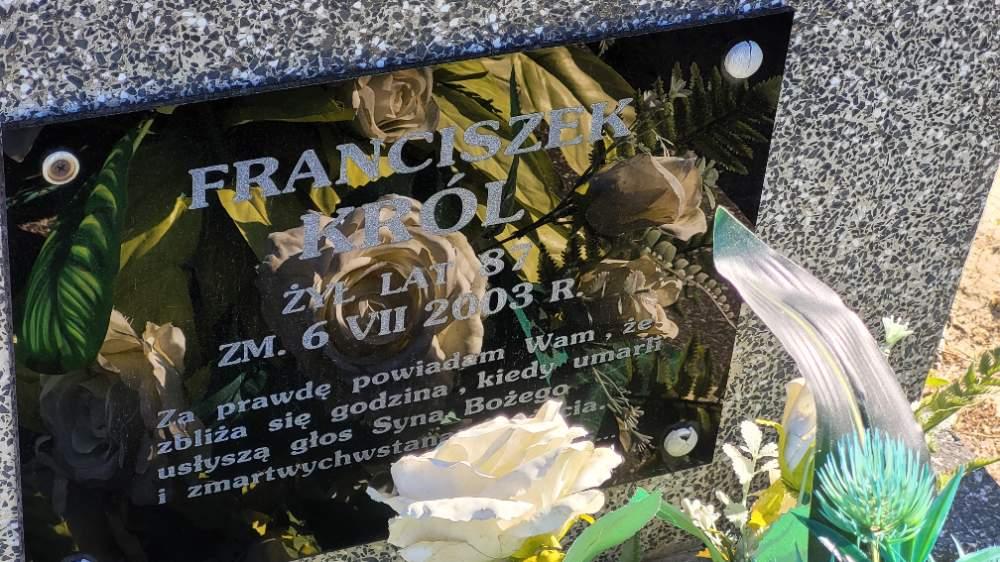 FRANCISZEK
KRÓL
ŻYŁ LAT 87
ZM. 6 VII 2003 R.
Za prawdę powiadam Wam, że
zbliża się godzina, kiedy umarli
usłyszą głos Syna Bożego
i zmartwychwstaną